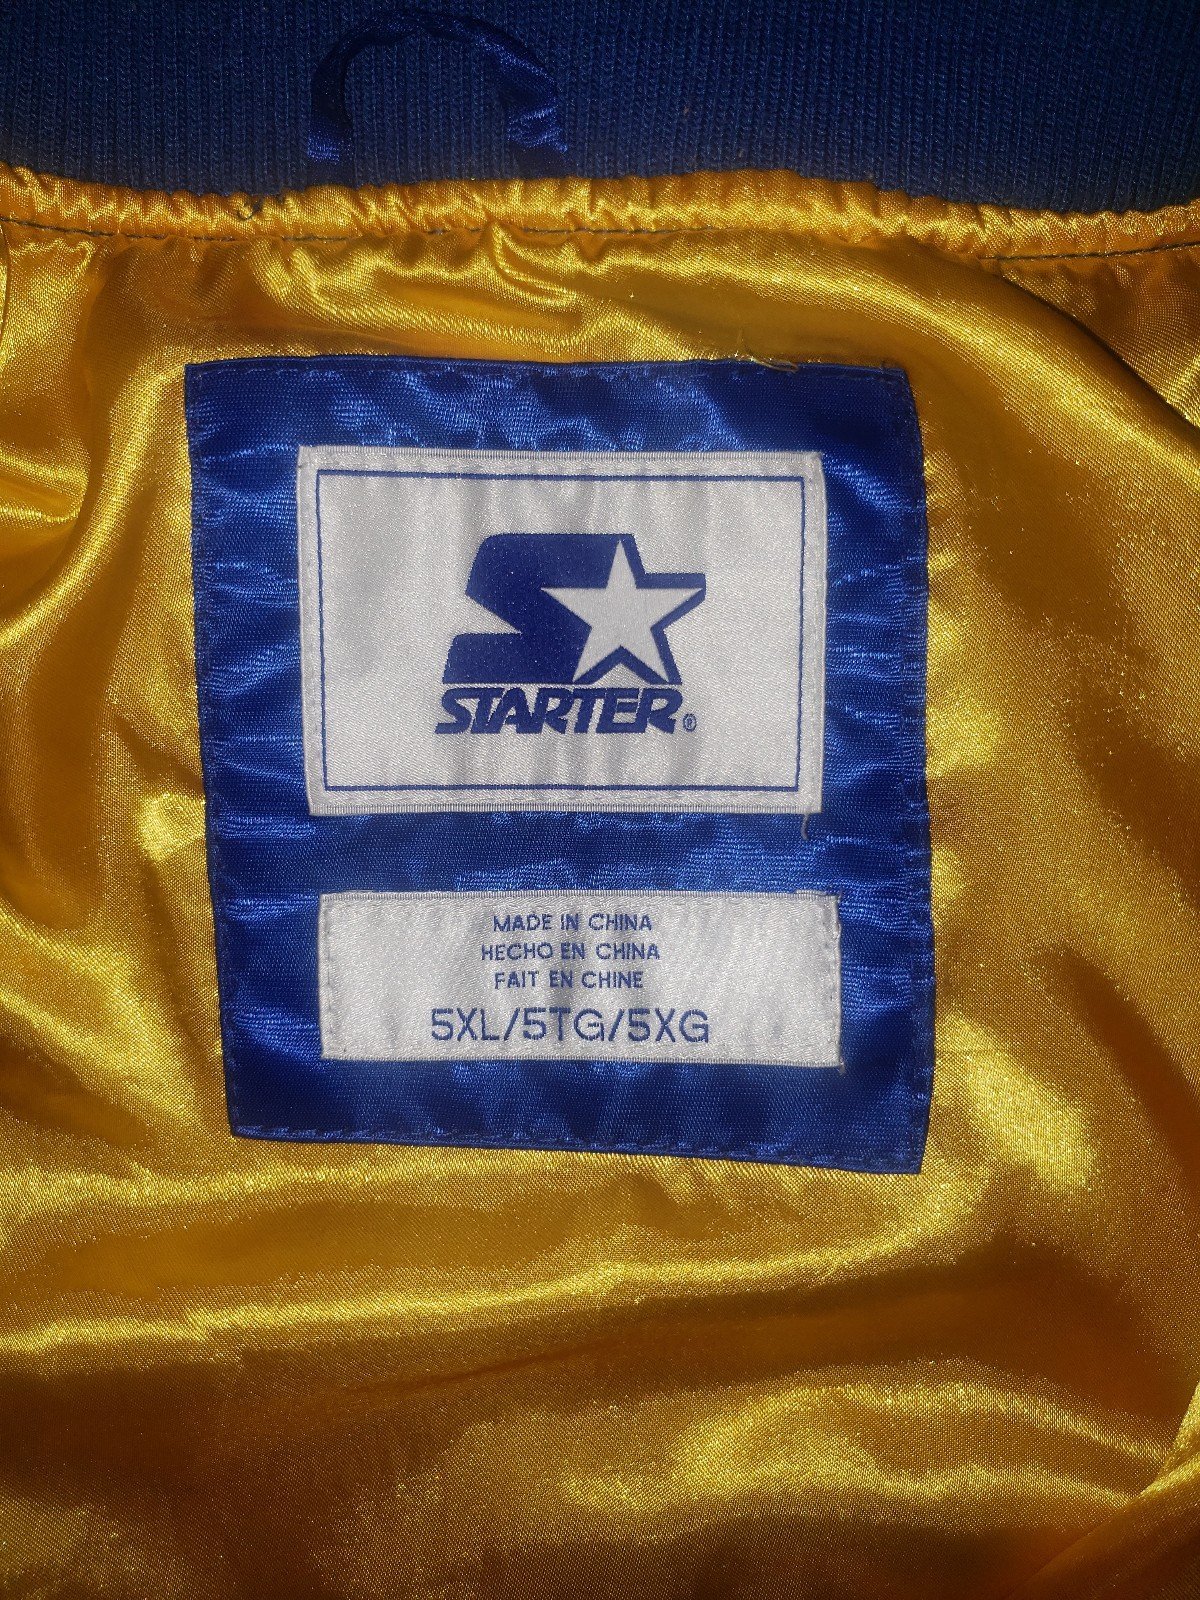 STARTER®
MADE IN CHINA
HECHO EN CHINA
FAIT EN CHINE
5XL/5TG/5XG